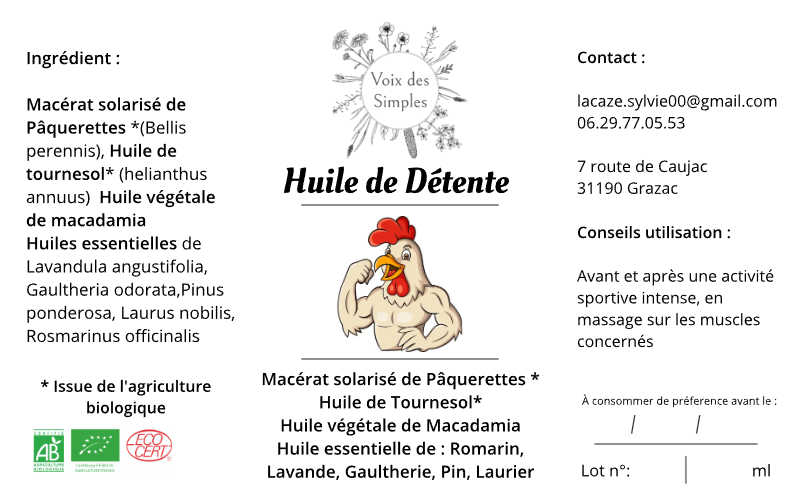 Ingrédient :
Macérat solarisé de
Pâquerettes *(Bellis
perennis), Huile de
tournesol* (helianthus
annuus) Huile végétale
de macadamia
Huiles essentielles de
Lavandula angustifolia,
Gaultheria odorata,Pinus
ponderosa, Laurus nobilis,
Rosmarinus officinalis
* Issue de l'agriculture
biologique
CERTIFIÉ
AB
AGRICULTURE
BIOLOGIQUE
AGRICULTURE FRANCE
ECO
CERT
Voix des
Simples
Huile de Détente
Macérat solarisé de Pâquerettes *
Huile de Tournesol*
Huile végétale de Macadamia
Huile essentielle de : Romarin,
Lavande, Gaultherie, Pin, Laurier
Contact :
lacaze.sylvie00@gmail.com
06.29.77.05.53
7 route de Caujac
31190 Grazac
Conseils utilisation :
Avant et après une activité
sportive intense, en
massage sur les muscles
concernés
À consommer de préference avant le :
/ /
Lot n°: | ml